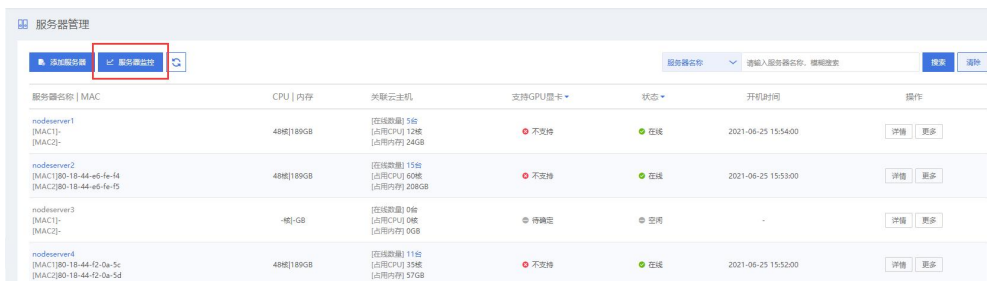 服务器管理
添加服务器 服务器监控 服务器名称 请输入服务器名称、模糊搜索 搜索 清除
服务器名称 | MAC CPU | 内存 关联云主机 支持GPU显卡 状态 开机时间 操作
nodeserver1
[MAC1]-
[MAC2]-
48核|189GB
[在线数量] 5台
[占用CPU] 12核
[占用内存] 24GB
不支持 在线 2021-06-25 15:54:00 详情 更多
nodeserver2
[MAC1]80-18-44-e6-fe-f4
[MAC2]80-18-44-e6-fe-f5
48核|189GB
[在线数量] 15台
[占用CPU] 60核
[占用内存] 208GB
不支持 在线 2021-06-25 15:53:00 详情 更多
nodeserver3
[MAC1]-
[MAC2]-
-核|-GB
[在线数量] 0台
[占用CPU] 0核
[占用内存] 0GB
待确定 空闲 - 详情 更多
nodeserver4
[MAC1]80-18-44-f2-0a-5c
[MAC2]80-18-44-f2-0a-5d
48核|189GB
[在线数量] 11台
[占用CPU] 35核
[占用内存] 57GB
不支持 在线 2021-06-25 15:52:00 详情 更多